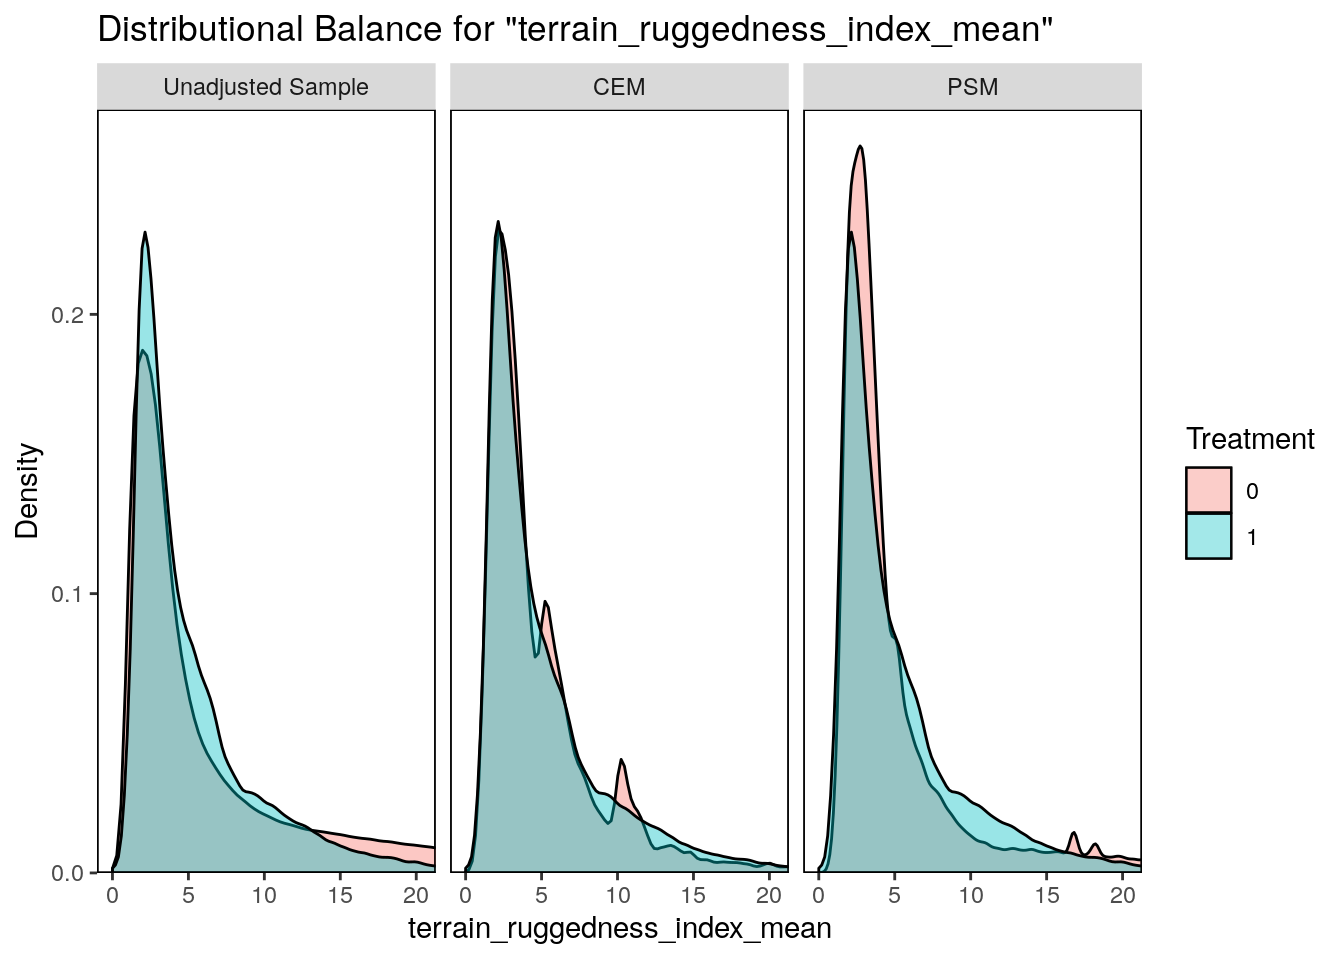 Distributional Balance for "terrain_ruggedness_index_mean"
Unadjusted Sample
CEM
PSM
Density
0.2
0.1
0.0
0 5 10 15 20
0 5 10 15 20
0 5 10 15 20
terrain_ruggedness_index_mean
Treatment
0
1